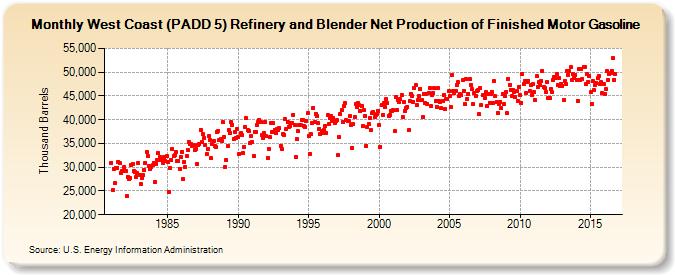 Monthly West Coast (PADD 5) Refinery and Blender Net Production of Finished Motor Gasoline
Thousand Barrels
55,000
50,000
45,000
40,000
35,000
30,000
25,000
20,000
1985 1990 1995 2000 2005 2010 2015
Source: U.S. Energy Information Administration